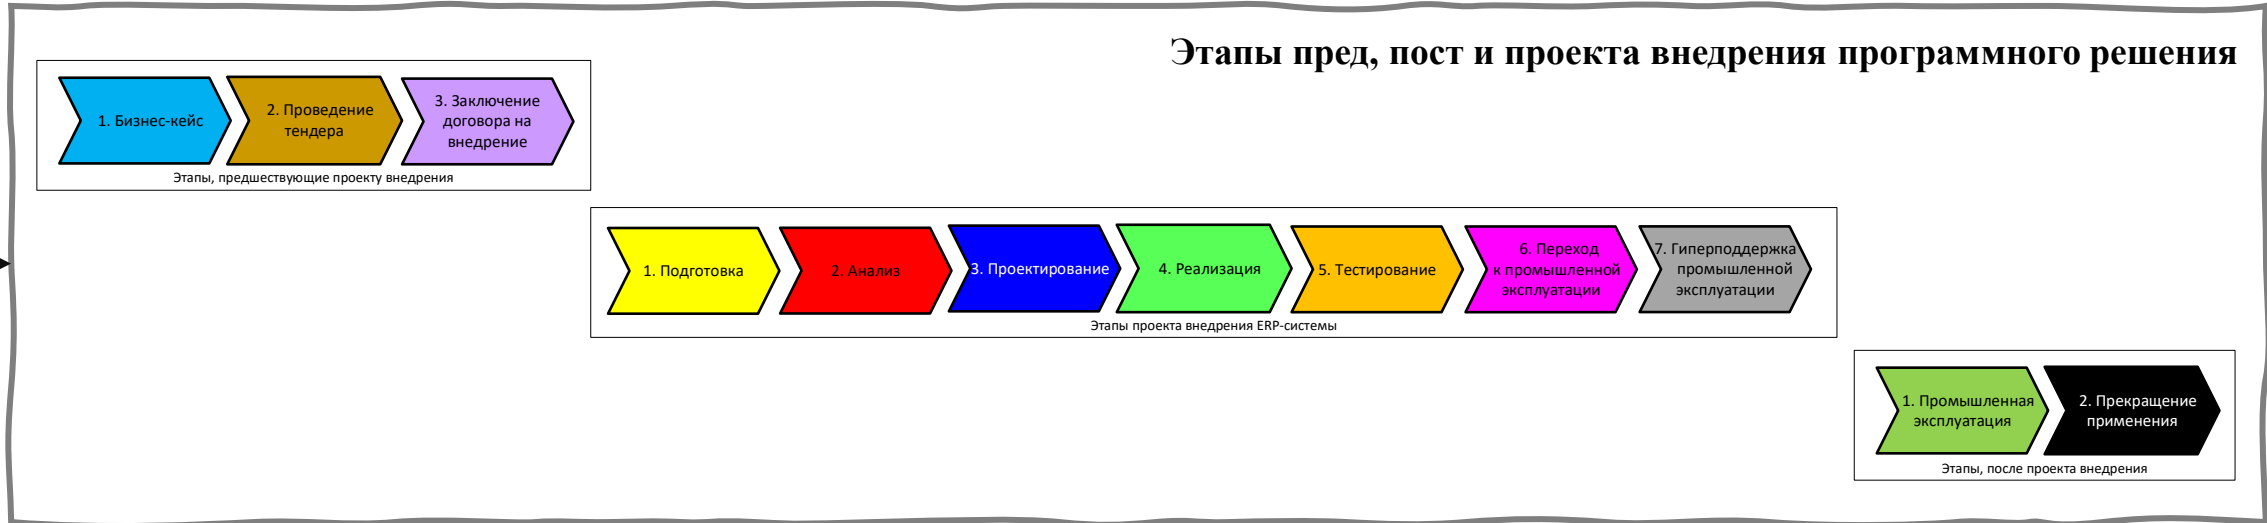 Этапы пред, пост и проекта внедрения программного решения
1. Бизнес-кейс
2. Проведение
тендера
3. Заключение
договора на
внедрение
Этапы, предшествующие проекту внедрения
1. Подготовка
2. Анализ
3. Проектирование
4. Реализация
5. Тестирование
6. Переход
к промышленной
эксплуатации
7. Гиперподдержка
промышленной
эксплуатации
Этапы проекта внедрения ERP-системы
1. Промышленная
эксплуатация
2. Прекращение
применения
Этапы, после проекта внедрения